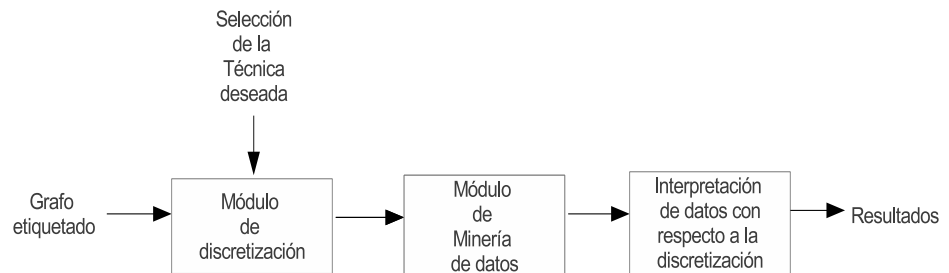 Selección
de la
Técnica
deseada
Grafo
etiquetado
Módulo
de
discretización
Módulo
de
Minería
de datos
Interpretación
de datos con
respecto a la
discretización
Resultados